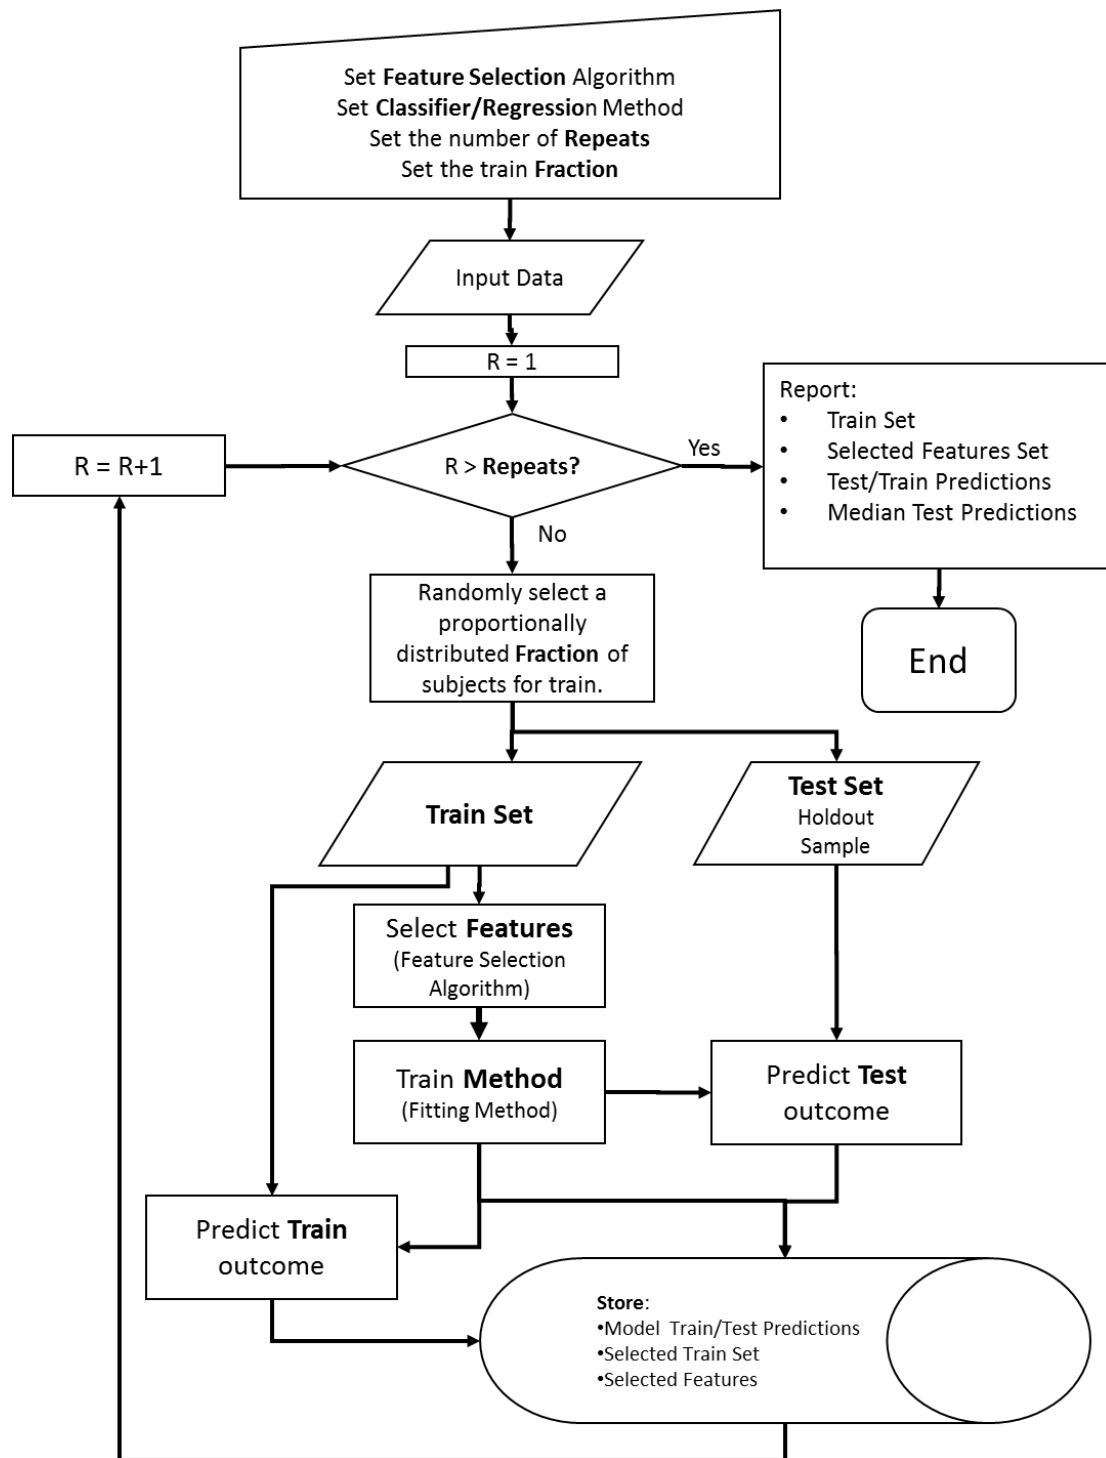 Set Feature Selection Algorithm
Set Classifier/Regression Method
Set the number of Repeats
Set the train Fraction
Input Data
R = 1
R = R+1
R > Repeats?
Yes
No
Report:
• Train Set
• Selected Features Set
• Test/Train Predictions
• Median Test Predictions
End
Randomly select a
proportionally
distributed Fraction of
subjects for train.
Train Set
Test Set
Holdout
Sample
Select Features
(Feature Selection
Algorithm)
Train Method
(Fitting Method)
Predict Test
outcome
Predict Train
outcome
Store:
•Model Train/Test Predictions
•Selected Train Set
•Selected Features